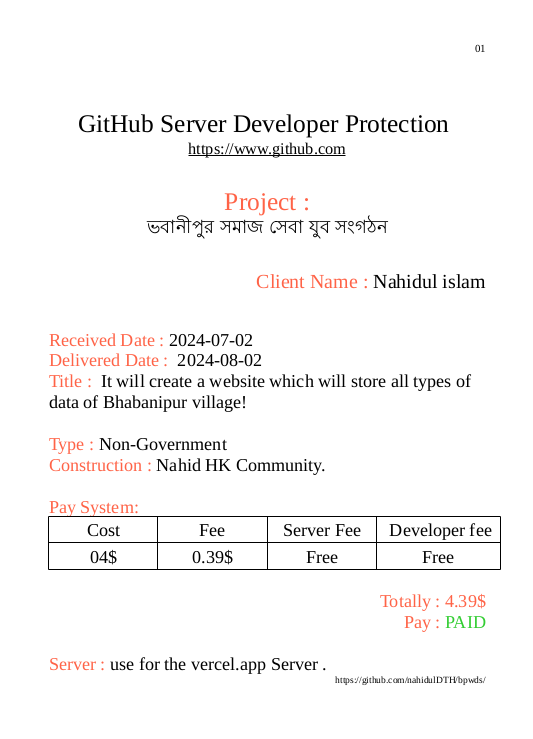 01
GitHub Server Developer Protection
https://www.github.com
Project :
ভবানীপুর সমাজ সেবা যুব সংগঠন
Client Name : Nahidul islam
Received Date : 2024-07-02
Delivered Date :  2024-08-02
Title :  It will create a website which will store all types of
data of Bhabanipur village!
Type : Non-Government
Construction : Nahid HK Community.
Pay System:
Cost Fee Server Fee Developer fee
04$ 0.39$ Free Free
Totally : 4.39$
Pay : PAID
Server : use for the vercel.app Server .
https://github.com/nahidulDTH/bpwds/